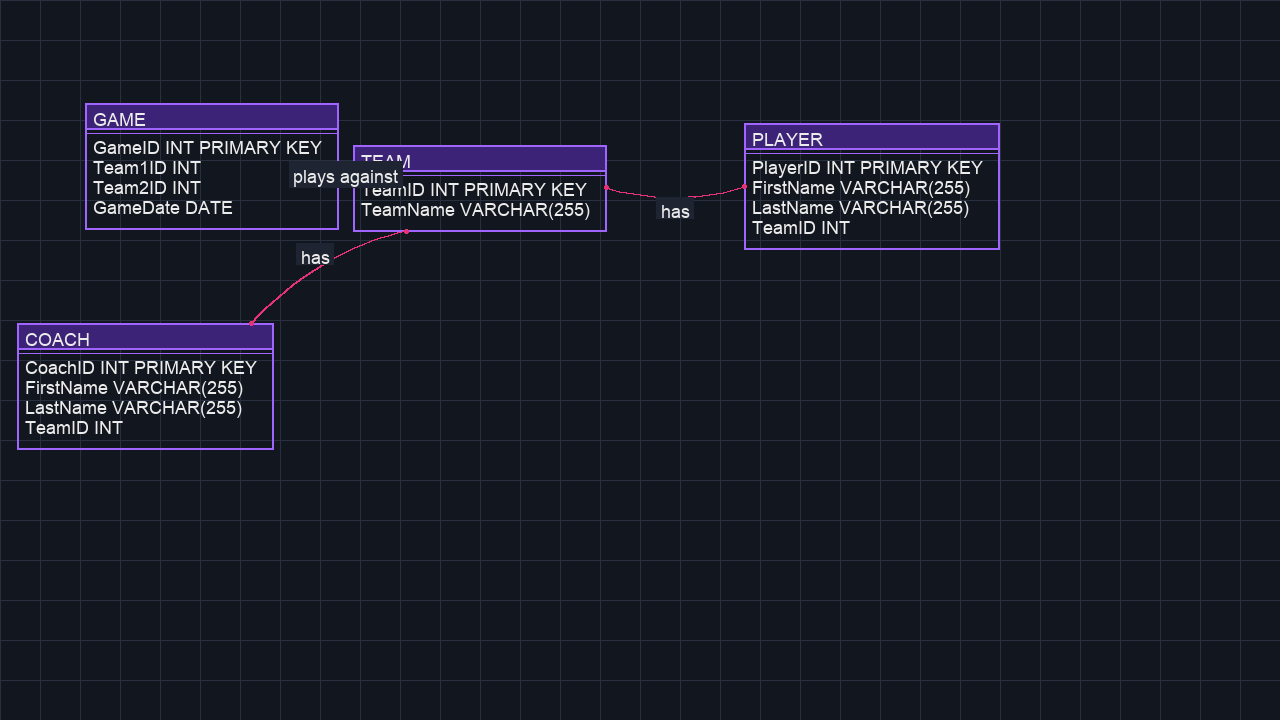 GAME
GameID INT PRIMARY KEY
Team1ID INT
Team2ID INT
GameDate DATE
plays against
TEAM
TeamID INT PRIMARY KEY
TeamName VARCHAR(255)
has
PLAYER
PlayerID INT PRIMARY KEY
FirstName VARCHAR(255)
LastName VARCHAR(255)
TeamID INT
has
COACH
CoachID INT PRIMARY KEY
FirstName VARCHAR(255)
LastName VARCHAR(255)
TeamID INT